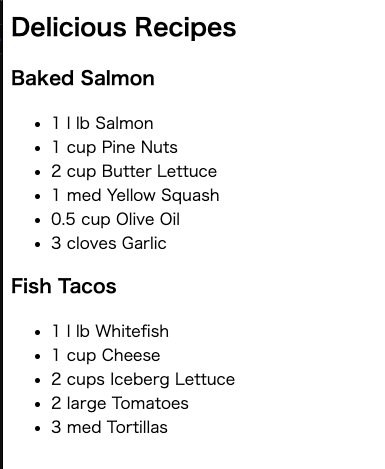 Delicious Recipes
Baked Salmon
• 1 l lb Salmon
• 1 cup Pine Nuts
• 2 cup Butter Lettuce
• 1 med Yellow Squash
• 0.5 cup Olive Oil
• 3 cloves Garlic
Fish Tacos
• 1 l lb Whitefish
• 1 cup Cheese
• 2 cups Iceberg Lettuce
• 2 large Tomatoes
• 3 med Tortillas